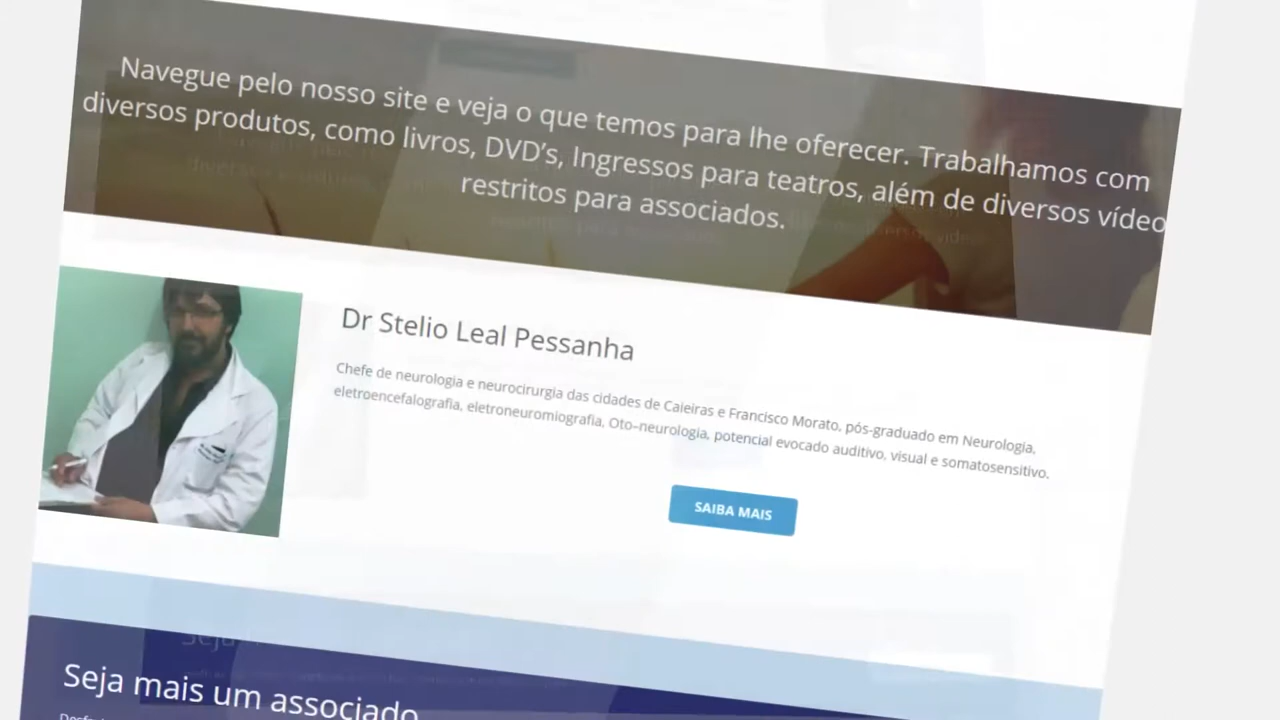 Navegue pelo nosso site e veja o que temos para lhe oferecer. Trabalhamos com
diversos produtos, como livros, DVD's, Ingressos para teatros, além de diversos vídeo
restritos para associados.
Dr Stelio Leal Pessanha
Chefe de neurologia e neurocirurgia das cidades de Caieiras e Francisco Morato, pós-graduado em Neurologia,
eletroencefalografia, eletroneuromiografia, Oto-neurologia, potencial evocado auditivo, visual e somatosensitivo.
SAIBA MAIS
Seja mais um associado